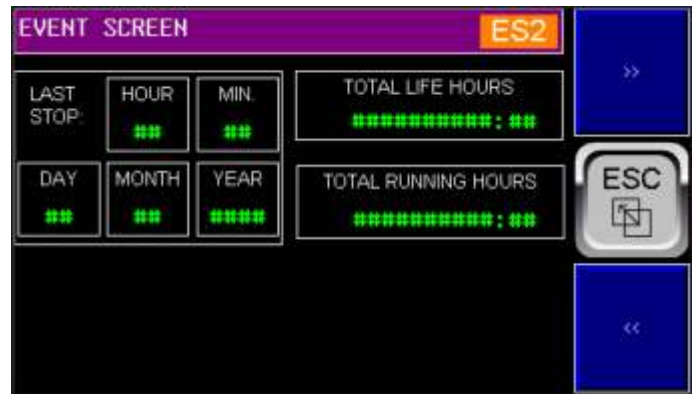 EVENT SCREEN ES2
>>
LAST STOP:
HOUR
##
MIN.
##
TOTAL LIFE HOURS
##########:##
ESC
DAY
##
MONTH
##
YEAR
####
TOTAL RUNNING HOURS
##########:##
<<